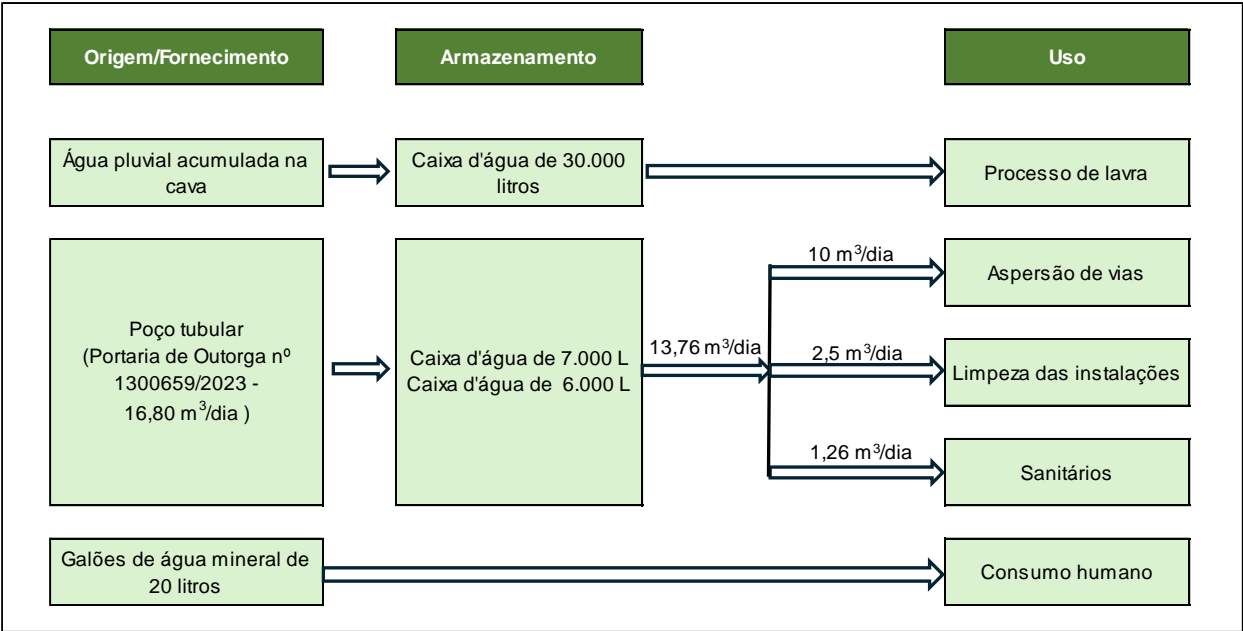 Origem/Fornecimento
Armazenamento
Uso
Água pluvial acumulada na
cava
Caixa d'água de 30.000
litros
Processo de lavra
Poço tubular
(Portaria de Outorga nº
1300659/2023 -
16,80 m³/dia )
Caixa d'água de 7.000 L
Caixa d'água de 6.000 L
13,76 m³/dia
10 m³/dia
Aspersão de vias
2,5 m³/dia
Limpeza das instalações
1,26 m³/dia
Sanitários
Galões de água mineral de
20 litros
Consumo humano